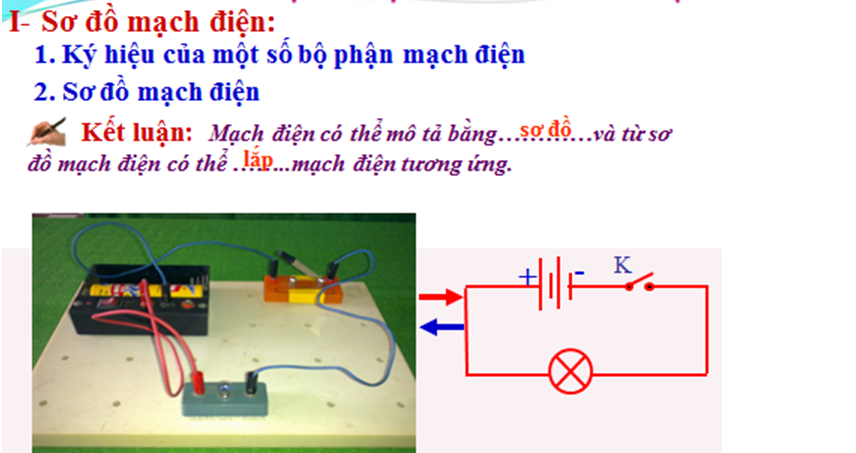 I- Sơ đồ mạch điện:
1. Ký hiệu của một số bộ phận mạch điện
2. Sơ đồ mạch điện
Kết luận: Mạch điện có thể mô tả bằng…sơ đồ…và từ sơ
đồ mạch điện có thể …lắp...mạch điện tương ứng.
+ - K